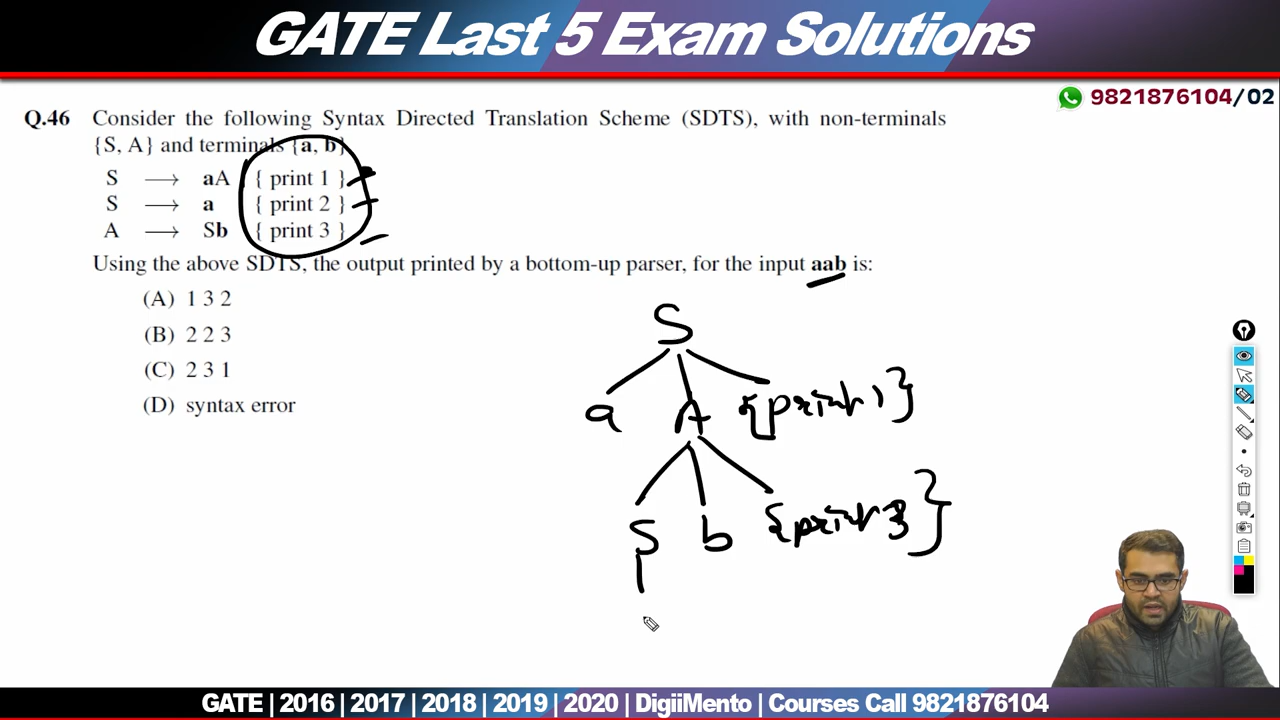 GATE Last 5 Exam Solutions
9821876104/02
Q.46 Consider the following Syntax Directed Translation Scheme (SDTS), with non-terminals
{S, A} and terminals {a, b}
S ⟶ aA { print 1 }
S ⟶ a { print 2 }
A ⟶ Sb { print 3 }
Using the above SDTS, the output printed by a bottom-up parser, for the input aab is:
(A) 1 3 2
(B) 2 2 3
(C) 2 3 1
(D) syntax error
S
a A {print 1}
S b {print 3}
GATE | 2016 | 2017 | 2018 | 2019 | 2020 | DigiiMento | Courses Call 9821876104